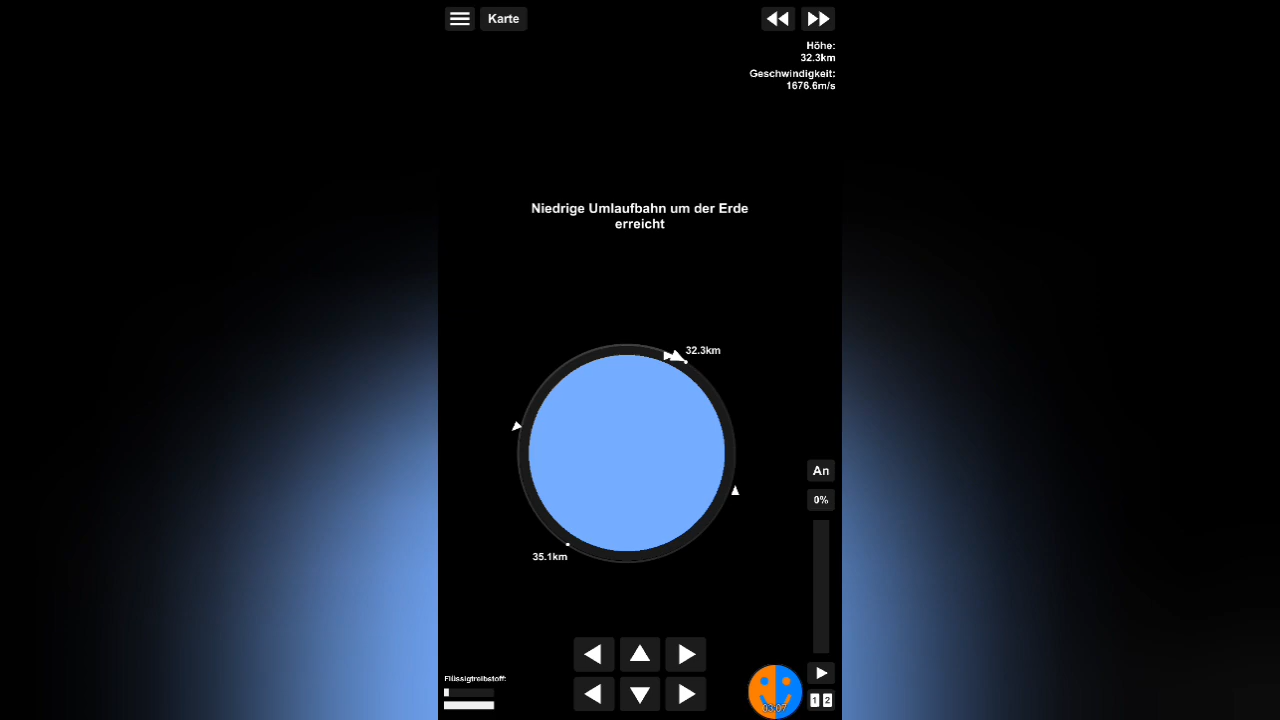 Karte
Höhe:
32.3km
Geschwindigkeit:
1676.6m/s
Niedrige Umlaufbahn um der Erde
erreicht
32.3km
35.1km
An
0%
Flüssigtreibstoff:
1 2